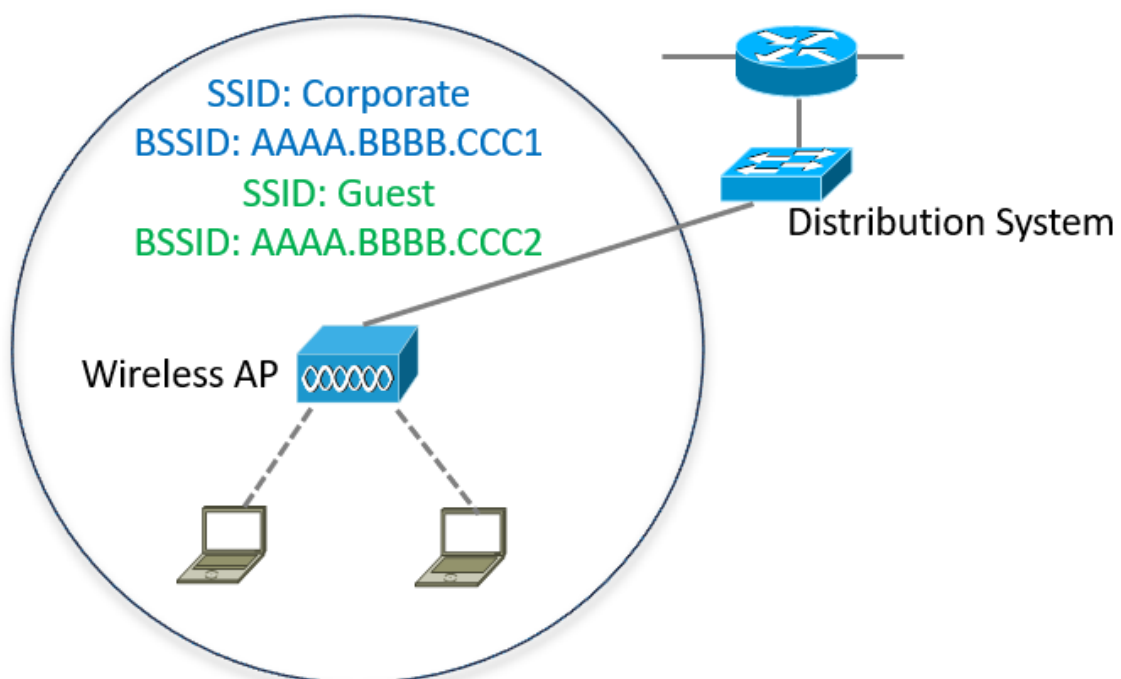 SSID: Corporate
BSSID: AAAA.BBBB.CCC1
SSID: Guest
BSSID: AAAA.BBBB.CCC2
Distribution System
Wireless AP